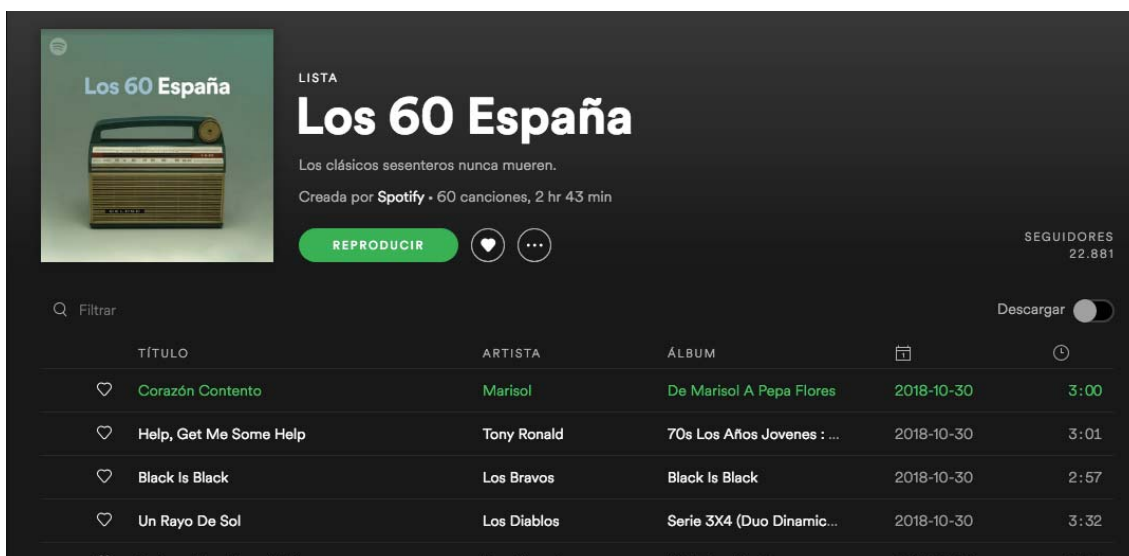 Los 60 España
LISTA
Los 60 España
Los clásicos sesenteros nunca mueren.
Creada por Spotify • 60 canciones, 2 hr 43 min
REPRODUCIR
SEGUIDORES
22.881
Filtrar
Descargar
TÍTULO ARTISTA ÁLBUM
Corazón Contento Marisol De Marisol A Pepa Flores 2018-10-30 3:00
Help, Get Me Some Help Tony Ronald 70s Los Años Jovenes : ... 2018-10-30 3:01
Black Is Black Los Bravos Black Is Black 2018-10-30 2:57
Un Rayo De Sol Los Diablos Serie 3X4 (Duo Dinamic... 2018-10-30 3:32